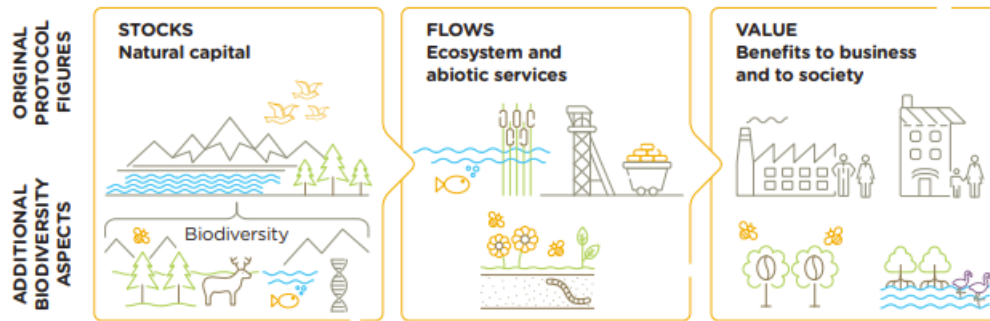 ORIGINAL
PROTOCOL
FIGURES
STOCKS
Natural capital
FLOWS
Ecosystem and
abiotic services
VALUE
Benefits to business
and to society
ADDITIONAL
BIODIVERSITY
ASPECTS
Biodiversity